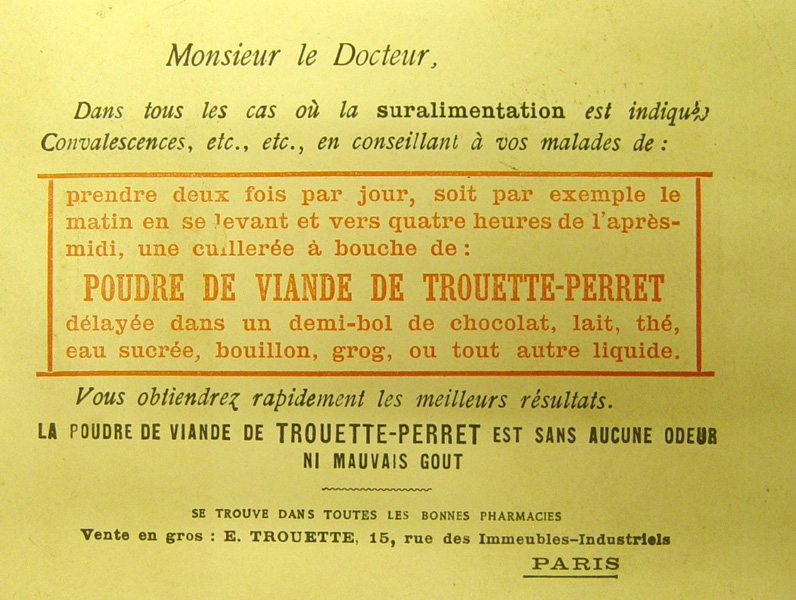 Monsieur le Docteur,
Dans tous les cas où la suralimentation est indiquée
Convalescences, etc., etc., en conseillant à vos malades de :
prendre deux fois par jour, soit par exemple le
matin en se levant et vers quatre heures de l'après-
midi, une cuillerée à bouche de :
POUDRE DE VIANDE DE TROUETTE-PERRET
délayée dans un demi-bol de chocolat, lait, thé,
eau sucrée, bouillon, grog, ou tout autre liquide.
Vous obtiendrez rapidement les meilleurs résultats.
LA POUDRE DE VIANDE DE TROUETTE-PERRET EST SANS AUCUNE ODEUR
NI MAUVAIS GOUT
SE TROUVE DANS TOUTES LES BONNES PHARMACIES
Vente en gros : E. TROUETTE, 15, rue des Immeubles-Industriels
PARIS